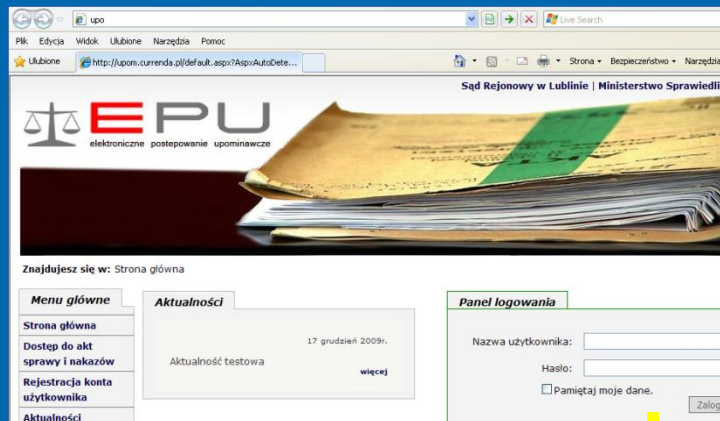 upo
Live Search
Plik Edycja Widok Ulubione Narzędzia Pomoc
Ulubione http://upom.currenda.pl/default.aspx?AspxAutoDete... Strona Bezpieczeństwo Narzędzia
Sąd Rejonowy w Lublinie | Ministerstwo Sprawiedli
EPU
elektroniczne postepowanie upominawcze
Znajdujesz się w: Strona główna
Menu główne
Strona główna
Dostęp do akt
sprawy i nakazów
Rejestracja konta
użytkownika
Aktualności
Aktualności
17 grudzień 2009r.
Aktualność testowa
więcej
Panel logowania
Nazwa użytkownika:
Hasło:
Pamiętaj moje dane.
Zalog